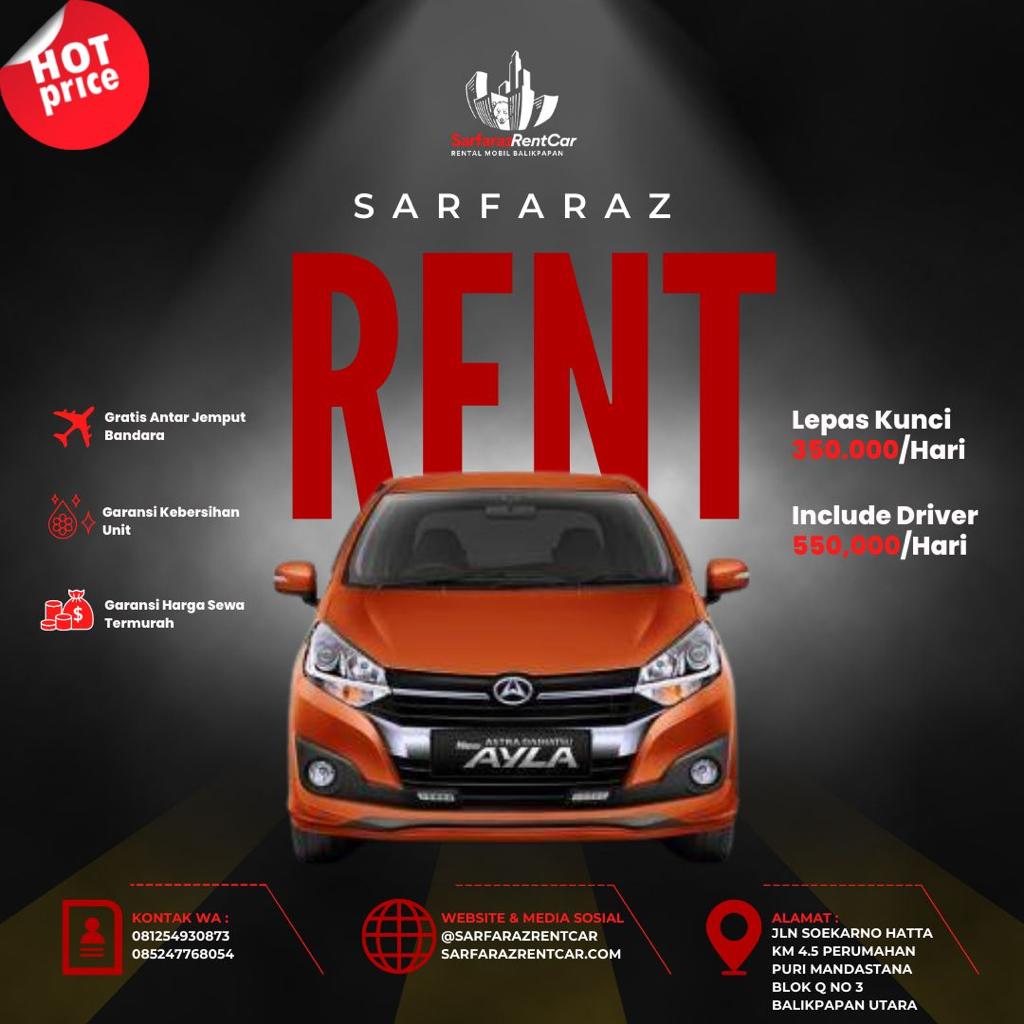 HOT
price
SarfarazRentCar
RENTAL MOBIL BALIKPAPAN
SARFARAZ
RENT
Gratis Antar Jemput
Bandara
Garansi Kebersihan
Unit
Garansi Harga Sewa
Termurah
Lepas Kunci
350.000/Hari
Include Driver
550,000/Hari
New ASTRA DAIHATSU
AYLA
KONTAK WA :
081254930873
085247768054
WEBSITE & MEDIA SOSIAL
@SARFARAZRENTCAR
SARFARAZRENTCAR.COM
ALAMAT :
JLN SOEKARNO HATTA
KM 4.5 PERUMAHAN
PURI MANDASTANA
BLOK Q NO 3
BALIKPAPAN UTARA